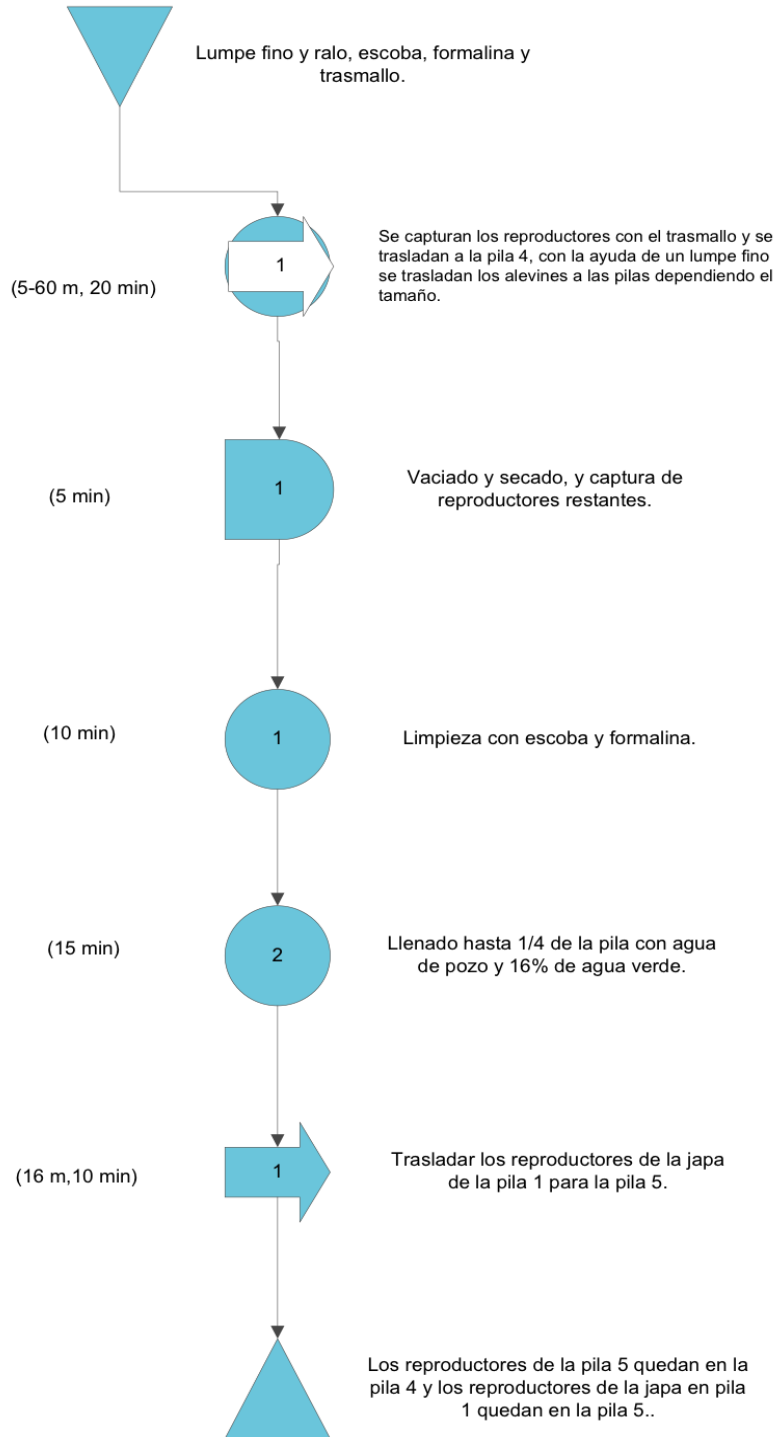 Lumpe fino y ralo, escoba, formalina y
trasmallo.
Se capturan los reproductores con el trasmallo y se
trasladan a la pila 4, con la ayuda de un lumpe fino
se trasladan los alevines a las pilas dependiendo el
tamaño.
1
(5-60 m, 20 min)
Vaciado y secado, y captura de
reproductores restantes.
1
(5 min)
Limpieza con escoba y formalina.
1
(10 min)
Llenado hasta 1/4 de la pila con agua
de pozo y 16% de agua verde.
2
(15 min)
Trasladar los reproductores de la japa
de la pila 1 para la pila 5.
1
(16 m,10 min)
Los reproductores de la pila 5 quedan en la
pila 4 y los reproductores de la japa en pila
1 quedan en la pila 5..